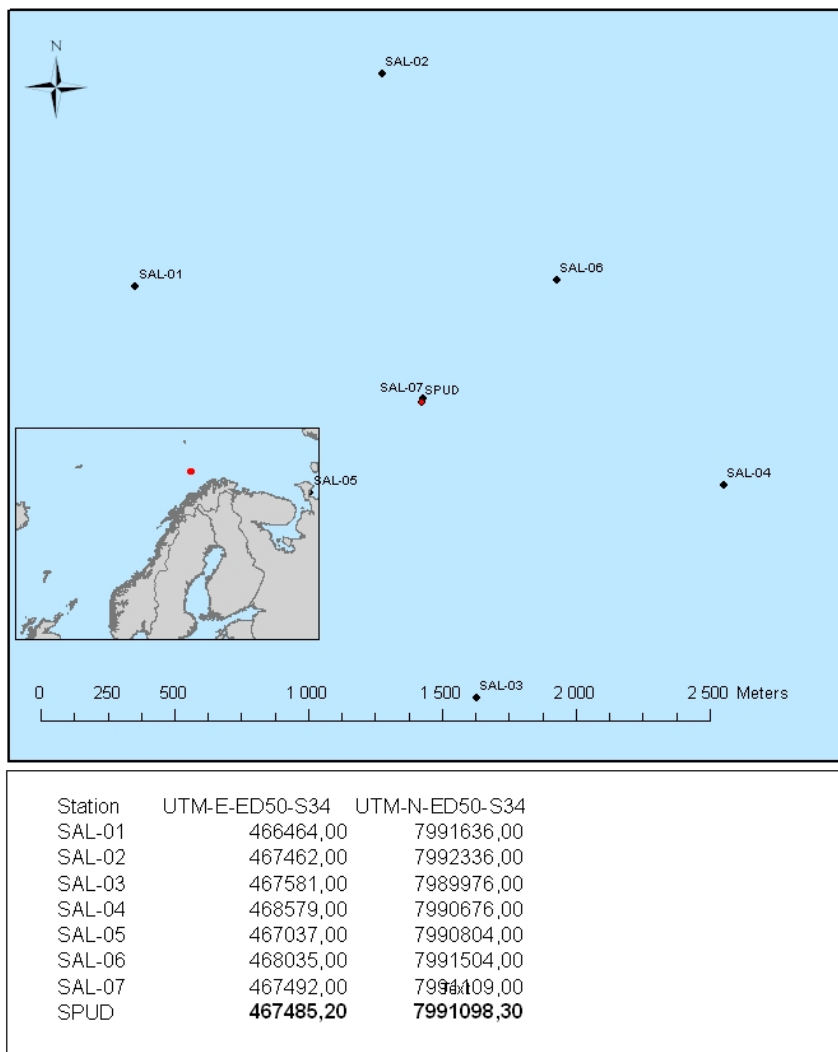 N
SAL-02
SAL-01
SAL-06
SAL-07 SPUD
SAL-04
SAL-05
SAL-03
0 250 500 1 000 1 500 2 000 2 500 Meters
Station UTM-E-ED50-S34 UTM-N-ED50-S34
SAL-01 466464,00 7991636,00
SAL-02 467462,00 7992336,00
SAL-03 467581,00 7989976,00
SAL-04 468579,00 7990676,00
SAL-05 467037,00 7990804,00
SAL-06 468035,00 7991504,00
SAL-07 467492,00 7991109,00
Text
SPUD 467485,20 7991098,30